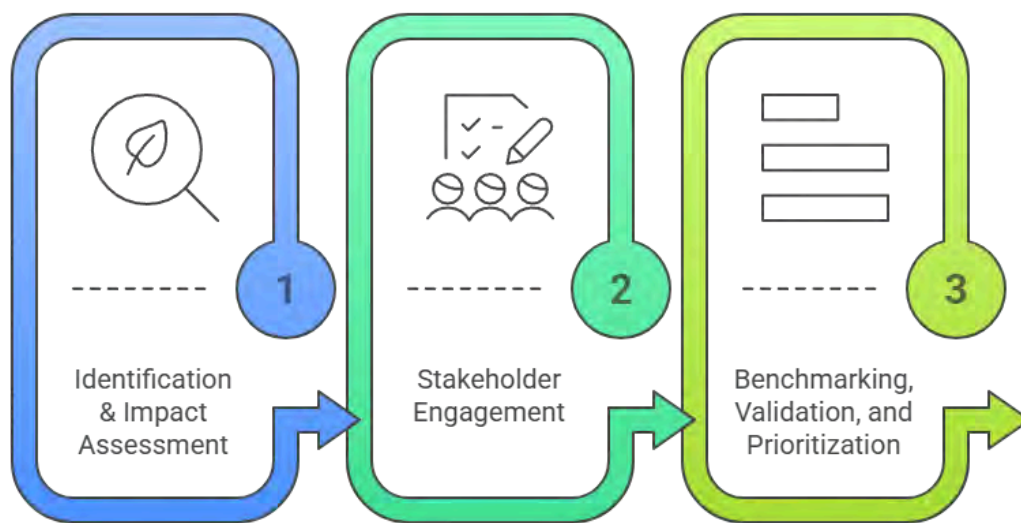 1
Identification
& Impact
Assessment
2
Stakeholder
Engagement
3
Benchmarking,
Validation, and
Prioritization